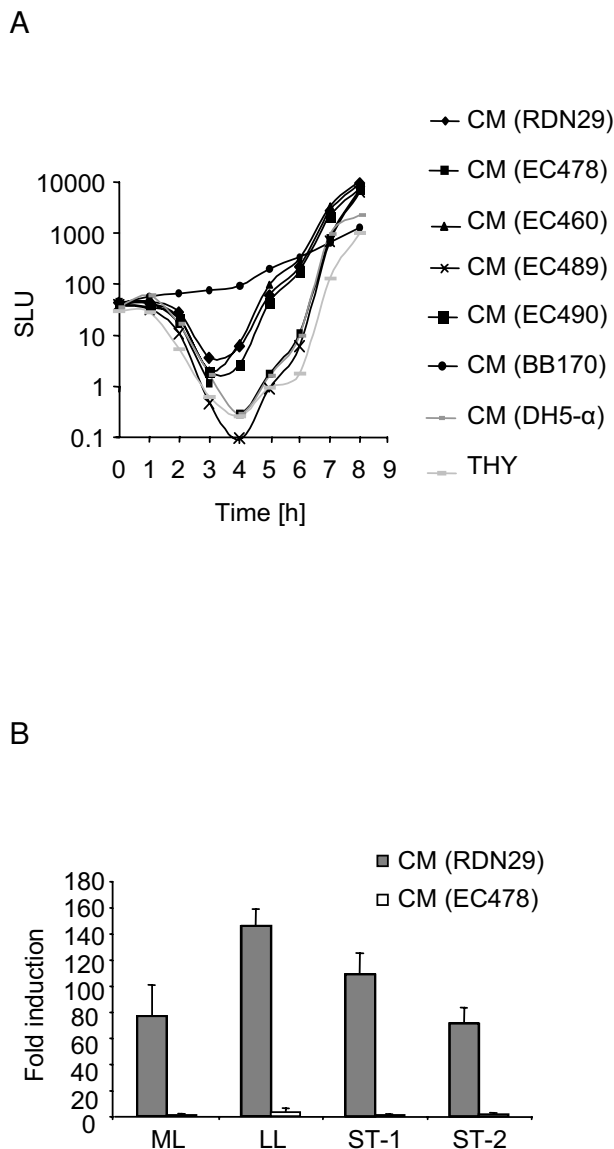 A
CM (RDN29)
CM (EC478)
CM (EC460)
CM (EC489)
CM (EC490)
CM (BB170)
CM (DH5-α)
THY
SLU
10000
1000
100
10
1
0.1
0 1 2 3 4 5 6 7 8 9
Time [h]
B
CM (RDN29)
CM (EC478)
Fold induction
180
160
140
120
100
80
60
40
20
0
ML LL ST-1 ST-2